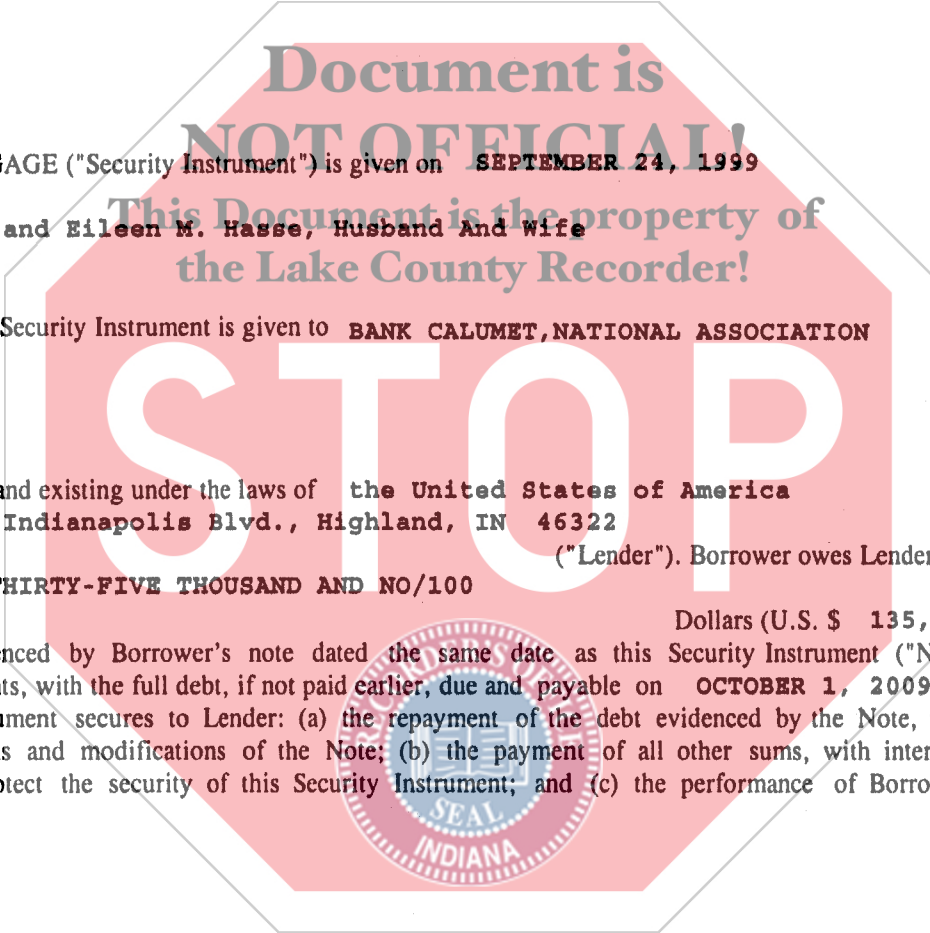 Document is
NOT OFFICIAL!
GAGE ("Security Instrument") is given on SEPTEMBER 24, 1999
This Document is the property of
and Eileen M. Hasse, Husband And Wife
the Lake County Recorder!
Security Instrument is given to BANK CALUMET,NATIONAL ASSOCIATION
STOP
and existing under the laws of the United States of America
Indianapolis Blvd., Highland, IN 46322
("Lender"). Borrower owes Lender
THIRTY-FIVE THOUSAND AND NO/100
Dollars (U.S. $ 135,
enced by Borrower's note dated the same date as this Security Instrument ("N
ts, with the full debt, if not paid earlier, due and payable on OCTOBER 1, 2009
ument secures to Lender: (a) the repayment of the debt evidenced by the Note,
s and modifications of the Note; (b) the payment of all other sums, with inter
otect the security of this Security Instrument; and (c) the performance of Borro
SEAL
INDIANA